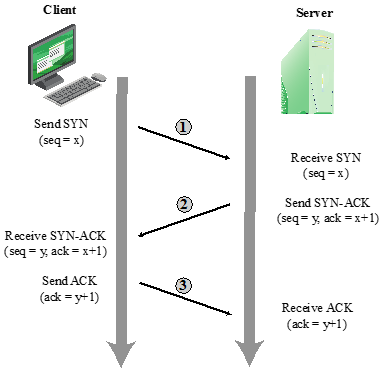 Client
Server
Send SYN
(seq = x)
1
Receive SYN
(seq = x)
2
Send SYN-ACK
(seq = y, ack = x+1)
Receive SYN-ACK
(seq = y, ack = x+1)
Send ACK
(ack = y+1)
3
Receive ACK
(ack = y+1)